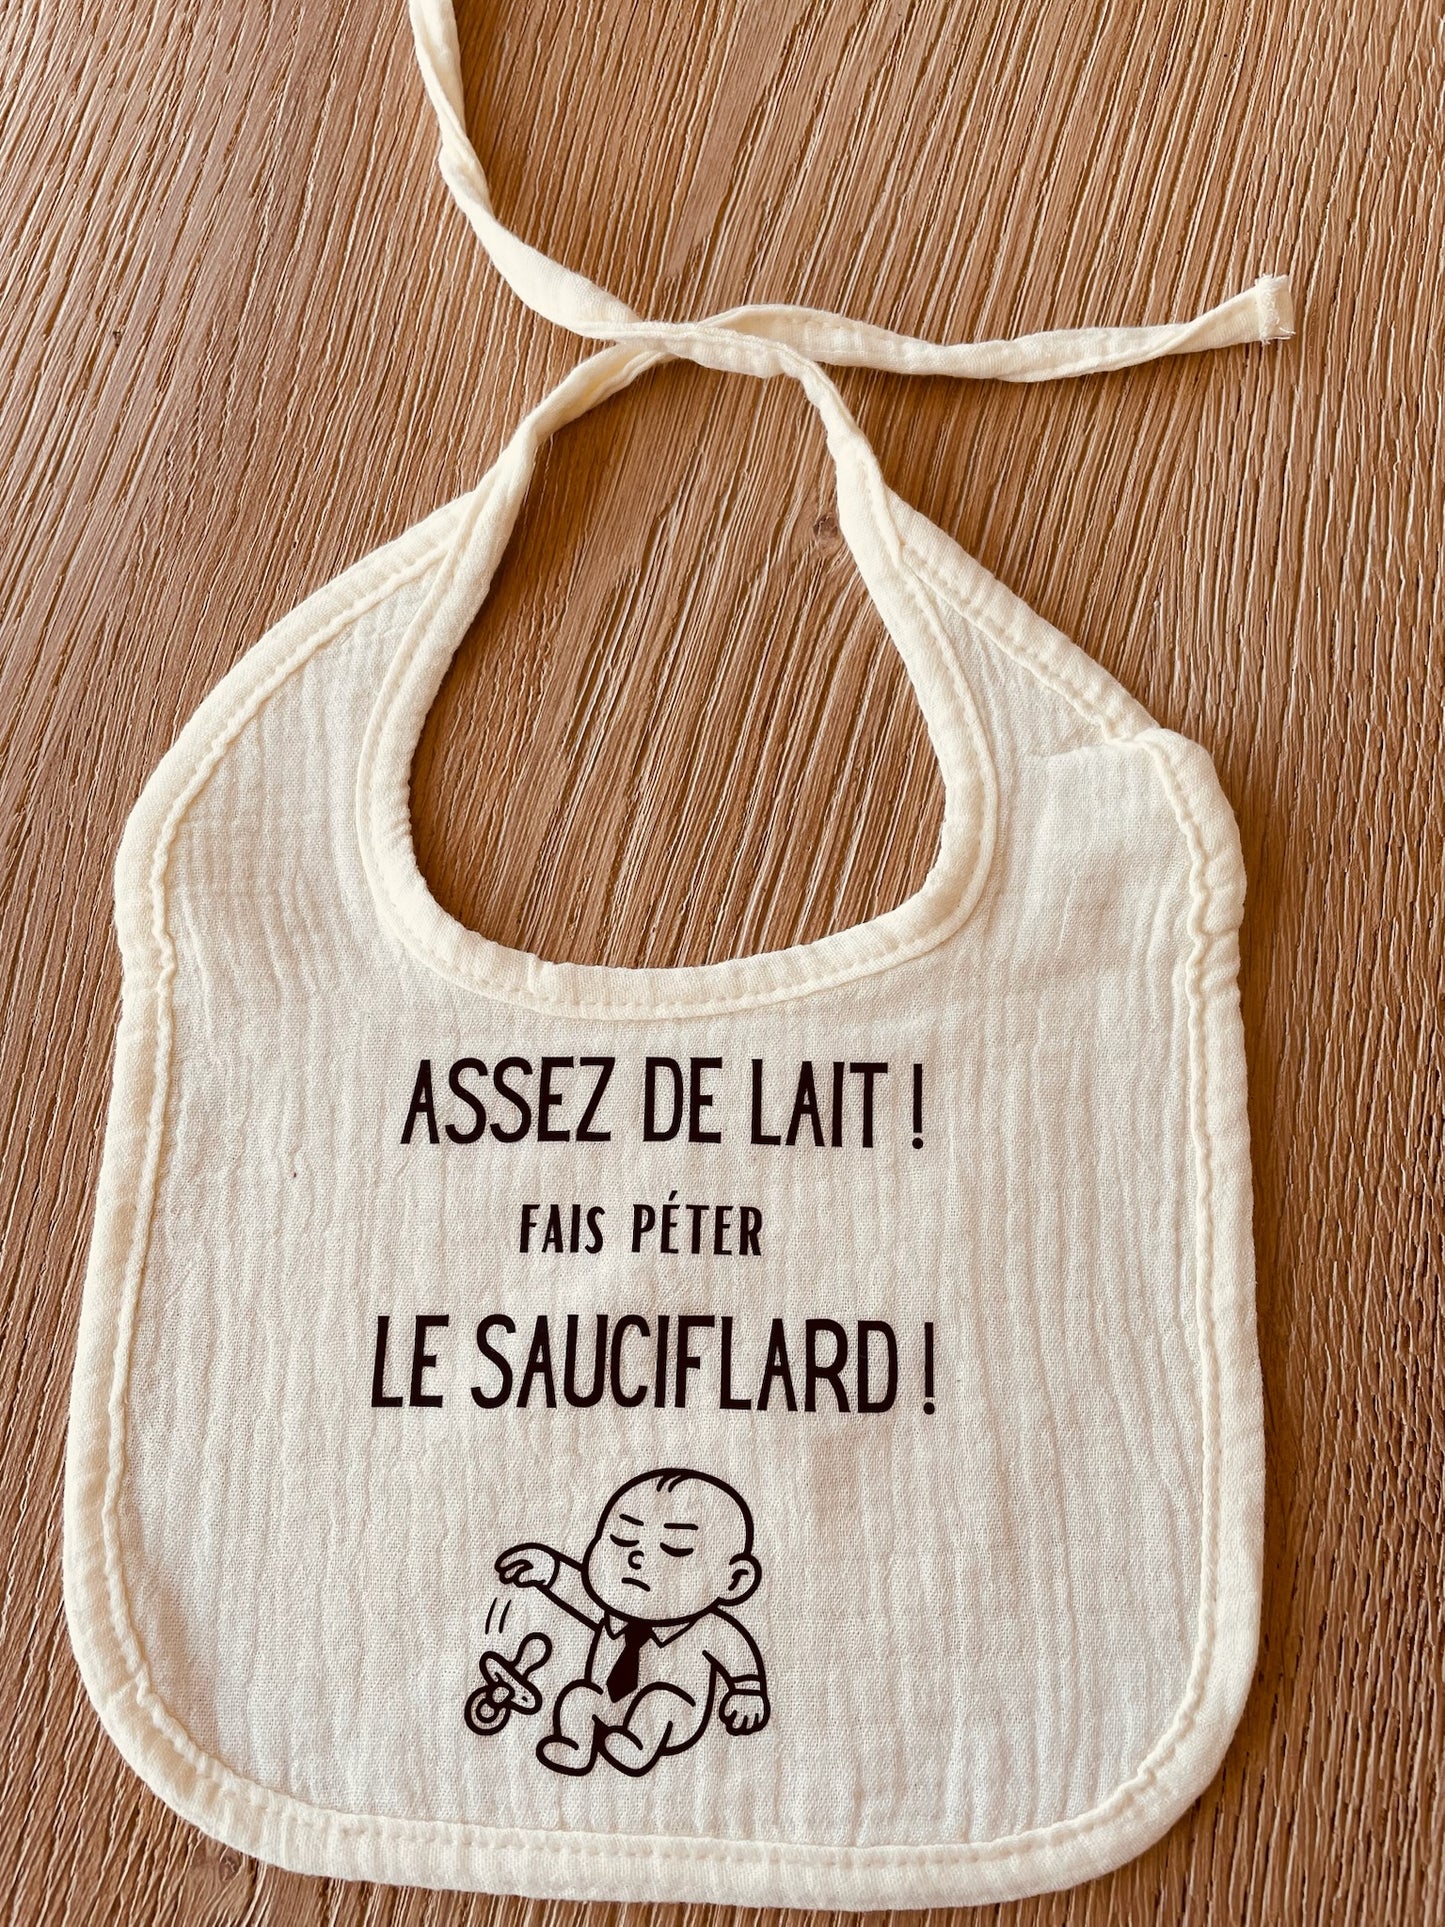 ASSEZ DE LAIT !
FAIS PÉTER
LE SAUCIFLARD !